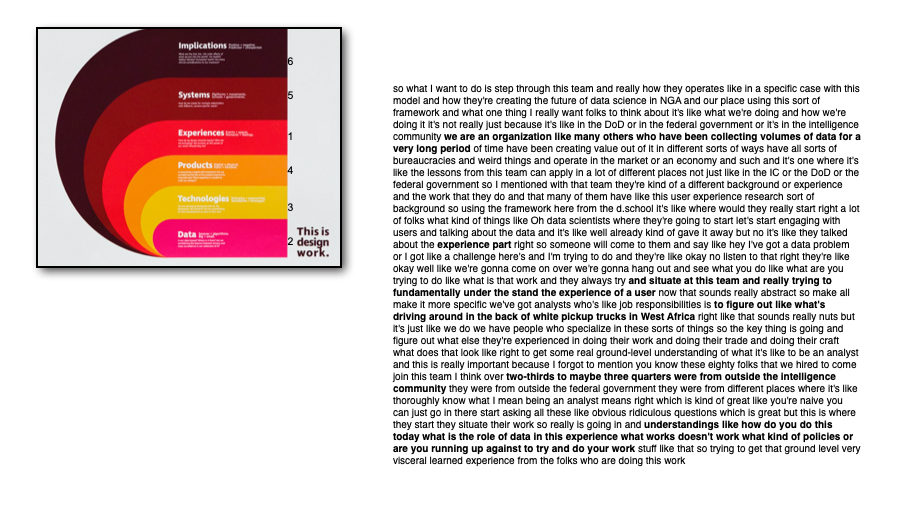 Implications
6
Systems
5
Experiences
1
Products
4
Technologies
3
Data
2
This is
design
work.
so what I want to do is step through this team and really how they operates like in a specific case with this
model and how they're creating the future of data science in NGA and our place using this sort of
framework and what one thing I really want folks to think about it's like what we're doing and how we're
doing it it's not really just because it's like in the DoD or in the federal government or it's in the intelligence
community we are an organization like many others who have been collecting volumes of data for a
very long period of time have been creating value out of it in different sorts of ways have all sorts of
bureaucracies and weird things and operate in the market or an economy and such and it's one where it's
like the lessons from this team can apply in a lot of different places not just like in the IC or the DoD or the
federal government so I mentioned with that team they're kind of a different background or experience
and the work that they do and that many of them have like this user experience research sort of
background so using the framework here from the d.school it's like where would they really start right a lot
of folks what kind of things like Oh data scientists where they're going to start let's start engaging with
users and talking about the data and it's like well already kind of gave it away but no it's like they talked
about the experience part right so someone will come to them and say like hey I've got a data problem
or I got like a challenge here's and I'm trying to do and they're like okay no listen to that right they're like
okay well like we're gonna come on over we're gonna hang out and see what you do like what are you
trying to do like what is that work and they always try and situate at this team and really trying to
fundamentally under the stand the experience of a user now that sounds really abstract so make all
make it more specific we've got analysts who's like job responsibilities is to figure out like what's
driving around in the back of white pickup trucks in West Africa right like that sounds really nuts but
it's just like we do we have people who specialize in these sorts of things so the key thing is going and
figure out what else they're experienced in doing their work and doing their trade and doing their craft
what does that look like right to get some real ground-level understanding of what it's like to be an analyst
and this is really important because I forgot to mention you know these eighty folks that we hired to come
join this team I think over two-thirds to maybe three quarters were from outside the intelligence
community they were from outside the federal government they were from different places where it's like
thoroughly know what I mean being an analyst means right which is kind of great like you're naive you
can just go in there start asking all these like obvious ridiculous questions which is great but this is where
they start they situate their work so really is going in and understandings like how do you do this
today what is the role of data in this experience what works doesn't work what kind of policies or
are you running up against to try and do your work stuff like that so trying to get that ground level very
visceral learned experience from the folks who are doing this work